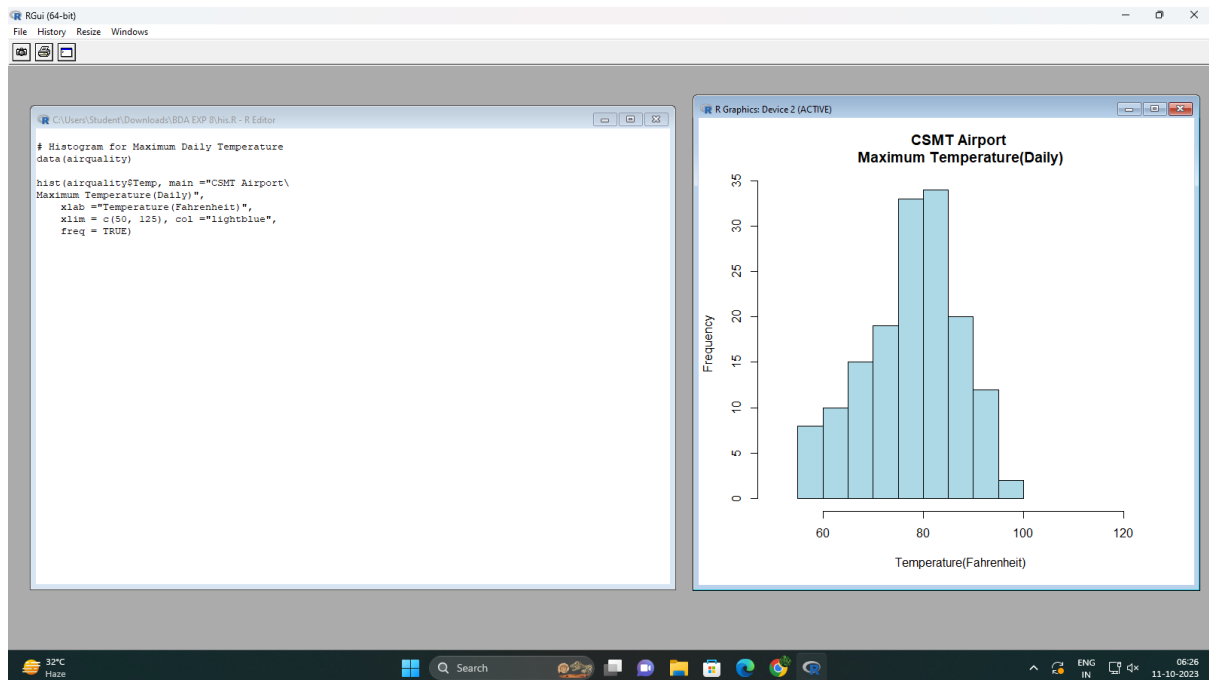 RGui (64-bit)
File History Resize Windows
C:\Users\Student\Downloads\BDA EXP 8\his.R - R Editor
# Histogram for Maximum Daily Temperature
data(airquality)
hist(airquality$Temp, main ="CSMT Airport\
Maximum Temperature(Daily)",
xlab ="Temperature(Fahrenheit)",
xlim = c(50, 125), col ="lightblue",
freq = TRUE)
R Graphics: Device 2 (ACTIVE)
CSMT Airport
Maximum Temperature(Daily)
35
30
25
20
15
10
5
0
Frequency
60 80 100 120
Temperature(Fahrenheit)
32°C
Haze
Search
ENG
IN
06:26
11-10-2023